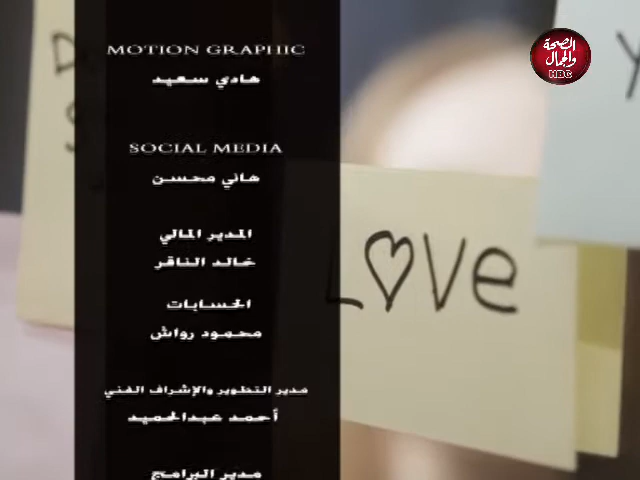 MOTION GRAPHIC
هادي سعيد
SOCIAL MEDIA
هاني محسن
المدير المالي
خالد الناقر
الحسابات
محمود رواش
مدير التطوير والإشراف الفني
أحمد عبدالحميد
مدير البرامج
الصحة
والجمال
HBC
LOVe
y